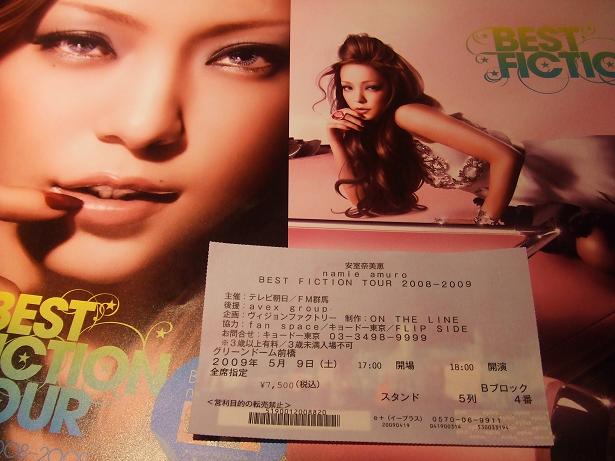 BEST
FICTIO
BEST
FICTION
TOUR
2008-2009
安室奈美恵
namie amuro
BEST FICTION TOUR 2008-2009
主催：テレビ朝日／FM群馬
後援：avex group
企画：ヴィジョンファクトリー 制作：ON THE LINE
協力：fan space／キョードー東京／FLIP SIDE
お問合せ：キョードー東京 03-3498-9999
※3歳以上有料／3歳未満入場不可
グリーンドーム前橋
2009年 5月 9日（土） 17:00 開場 18:00 開演
全席指定
¥7,500（税込） Bブロック
スタンド 5列 4番
＜営利目的の転売禁止＞
5190012008820
e+（イープラス） 0570-06-9911
20090419 041900314 530033194